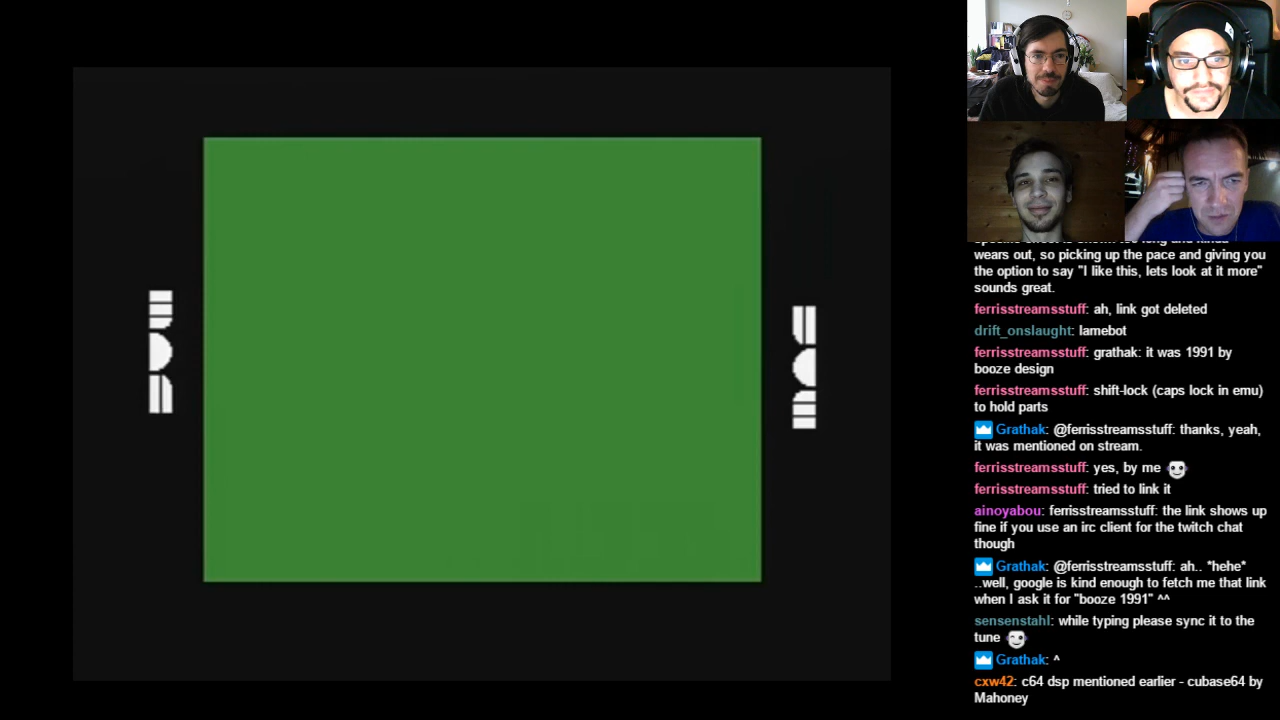 wears out, so picking up the pace and giving you
the option to say "I like this, lets look at it more"
sounds great.
ferrisstreamsstuff: ah, link got deleted
drift_onslaught: lamebot
ferrisstreamsstuff: grathak: it was 1991 by
booze design
ferrisstreamsstuff: shift-lock (caps lock in emu)
to hold parts
Grathak: @ferrisstreamsstuff: thanks, yeah,
it was mentioned on stream.
ferrisstreamsstuff: yes, by me
ferrisstreamsstuff: tried to link it
ainoyabou: ferrisstreamsstuff: the link shows up
fine if you use an irc client for the twitch chat
though
Grathak: @ferrisstreamsstuff: ah.. *hehe*
..well, google is kind enough to fetch me that link
when I ask it for "booze 1991" ^^
sensenstahl: while typing please sync it to the
tune
Grathak: ^
cxw42: c64 dsp mentioned earlier - cubase64 by
Mahoney